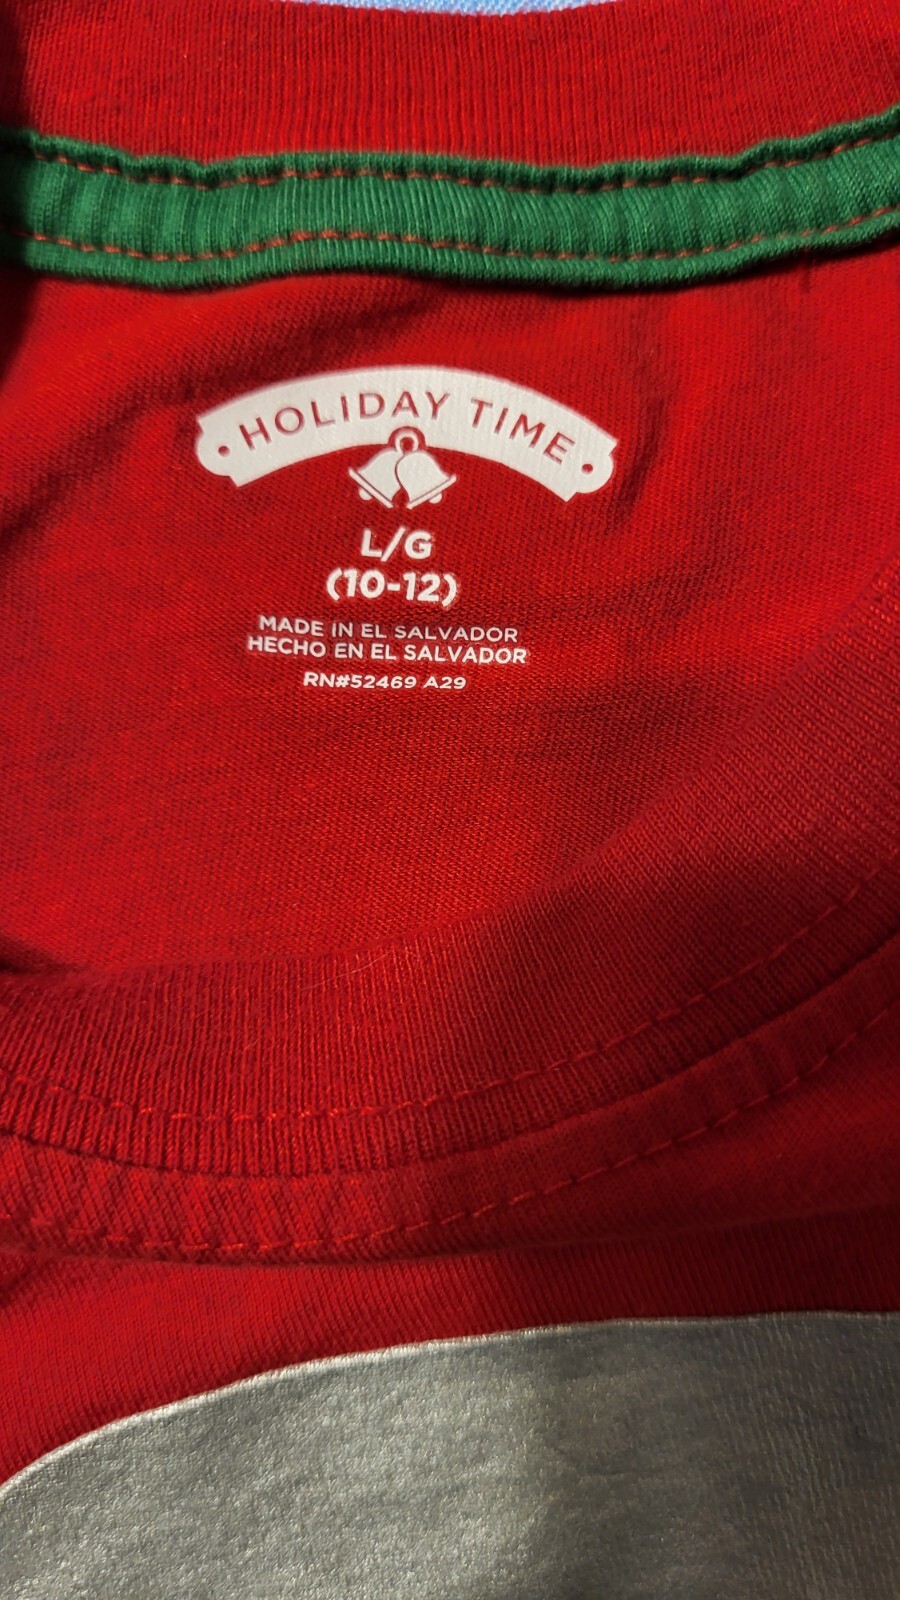 • HOLIDAY TIME •
L/G
(10-12)
MADE IN EL SALVADOR
HECHO EN EL SALVADOR
RN#52469 A29